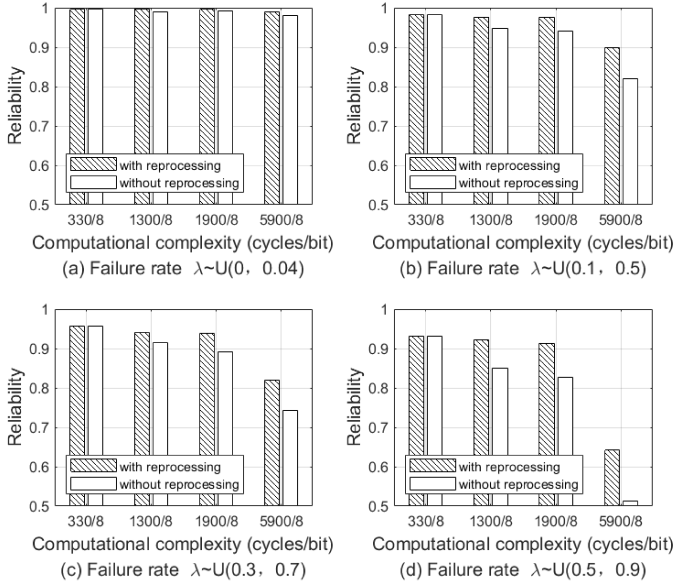 1
0.9
0.8
0.7
0.6
0.5
Reliability
with reprocessing
without reprocessing
330/8 1300/8 1900/8 5900/8
Computational complexity (cycles/bit)
(a) Failure rate λ~U(0, 0.04)
1
0.9
0.8
0.7
0.6
0.5
Reliability
with reprocessing
without reprocessing
330/8 1300/8 1900/8 5900/8
Computational complexity (cycles/bit)
(b) Failure rate λ~U(0.1, 0.5)
1
0.9
0.8
0.7
0.6
0.5
Reliability
with reprocessing
without reprocessing
330/8 1300/8 1900/8 5900/8
Computational complexity (cycles/bit)
(c) Failure rate λ~U(0.3, 0.7)
1
0.9
0.8
0.7
0.6
0.5
Reliability
with reprocessing
without reprocessing
330/8 1300/8 1900/8 5900/8
Computational complexity (cycles/bit)
(d) Failure rate λ~U(0.5, 0.9)